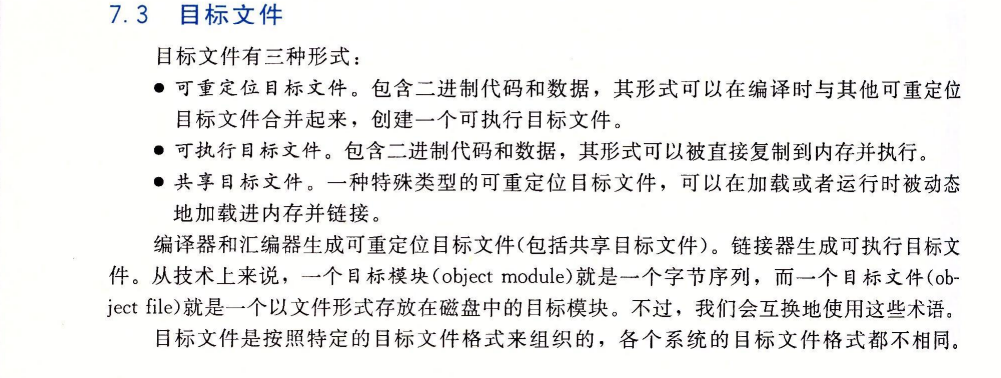 7.3 目标文件
目标文件有三种形式：
● 可重定位目标文件。包含二进制代码和数据，其形式可以在编译时与其他可重定位
目标文件合并起来，创建一个可执行目标文件。
● 可执行目标文件。包含二进制代码和数据，其形式可以被直接复制到内存并执行。
● 共享目标文件。一种特殊类型的可重定位目标文件，可以在加载或者运行时被动态
地加载进内存并链接。
编译器和汇编器生成可重定位目标文件(包括共享目标文件)。链接器生成可执行目标文
件。从技术上来说，一个目标模块(object module)就是一个字节序列，而一个目标文件(ob-
ject file)就是一个以文件形式存放在磁盘中的目标模块。不过，我们会互换地使用这些术语。
目标文件是按照特定的目标文件格式来组织的，各个系统的目标文件格式都不相同。